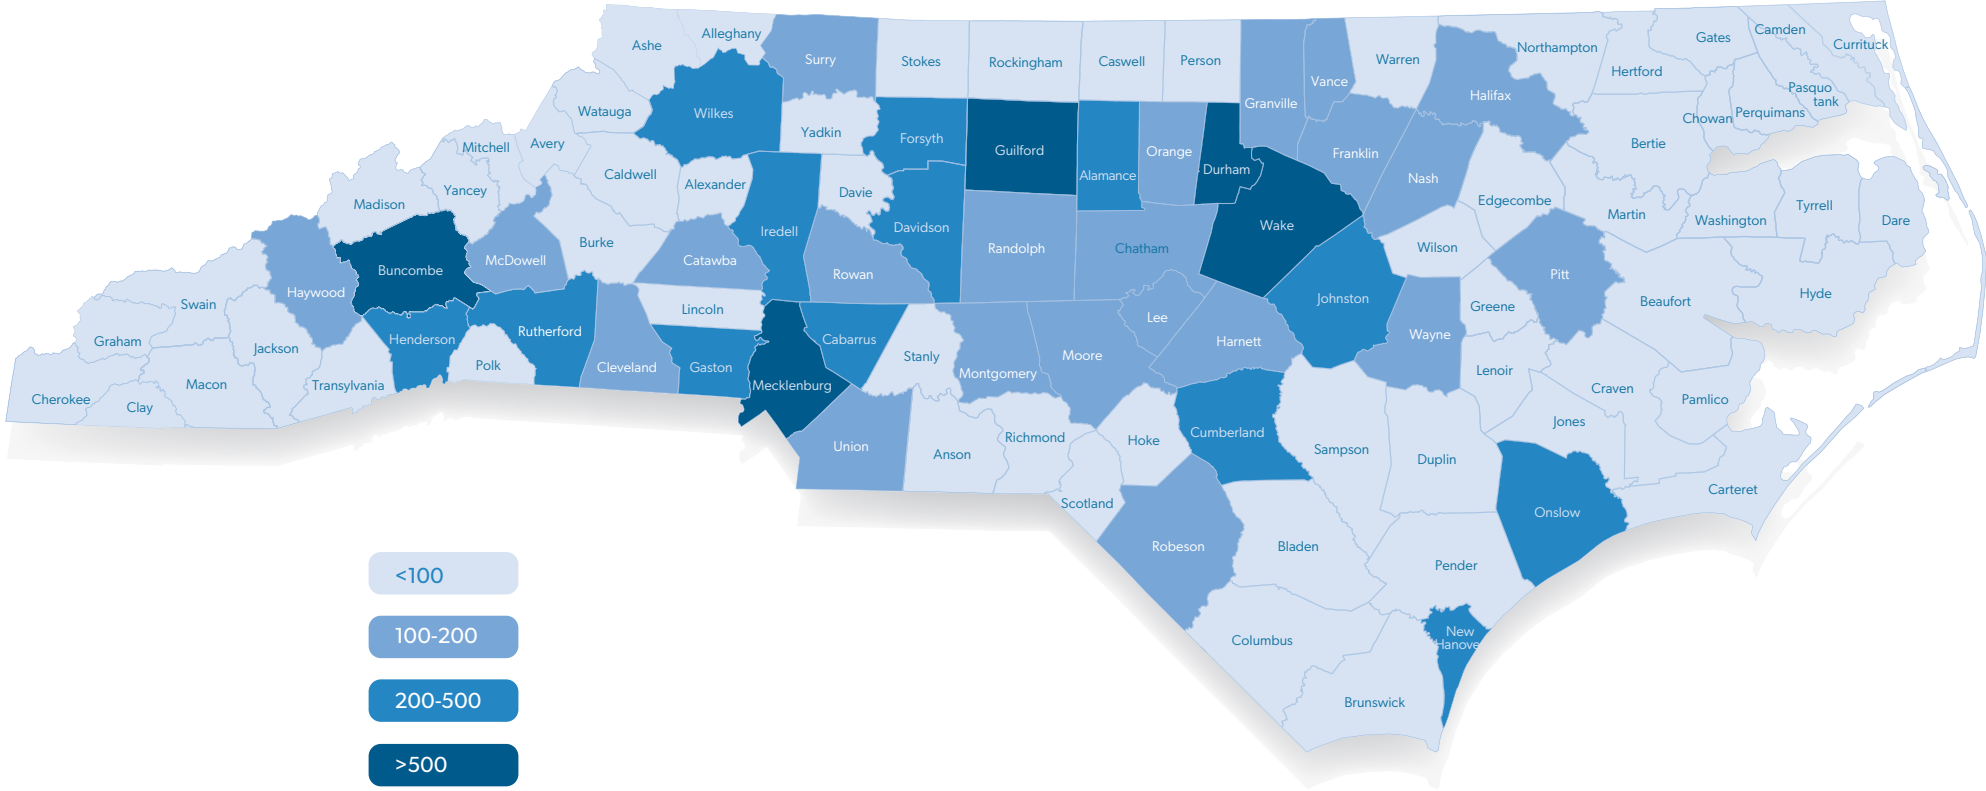 Ashe
Alleghany
Surry
Stokes
Rockingham
Caswell
Person
Granville
Vance
Warren
Halifax
Northampton
Gates
Camden
Currituck
Hertford
Pasquo
tank
Perquimans
Chowan
Bertie
Watauga
Wilkes
Yadkin
Forsyth
Guilford
Alamance
Orange
Durham
Franklin
Nash
Edgecombe
Martin
Washington
Tyrrell
Dare
Mitchell
Avery
Caldwell
Alexander
Davie
Yancey
Madison
Iredell
Davidson
Randolph
Chatham
Wake
Wilson
Pitt
Beaufort
Hyde
Buncombe
McDowell
Burke
Catawba
Rowan
Haywood
Swain
Graham
Jackson
Henderson
Rutherford
Lincoln
Johnston
Greene
Wayne
Lee
Harnett
Moore
Montgomery
Stanly
Cabarrus
Mecklenburg
Gaston
Cleveland
Polk
Transylvania
Macon
Clay
Cherokee
Lenoir
Craven
Pamlico
Jones
Union
Anson
Richmond
Hoke
Cumberland
Sampson
Duplin
Carteret
Onslow
Scotland
Robeson
Bladen
Pender
Columbus
New
Hanove
Brunswick
<100
100-200
200-500
>500